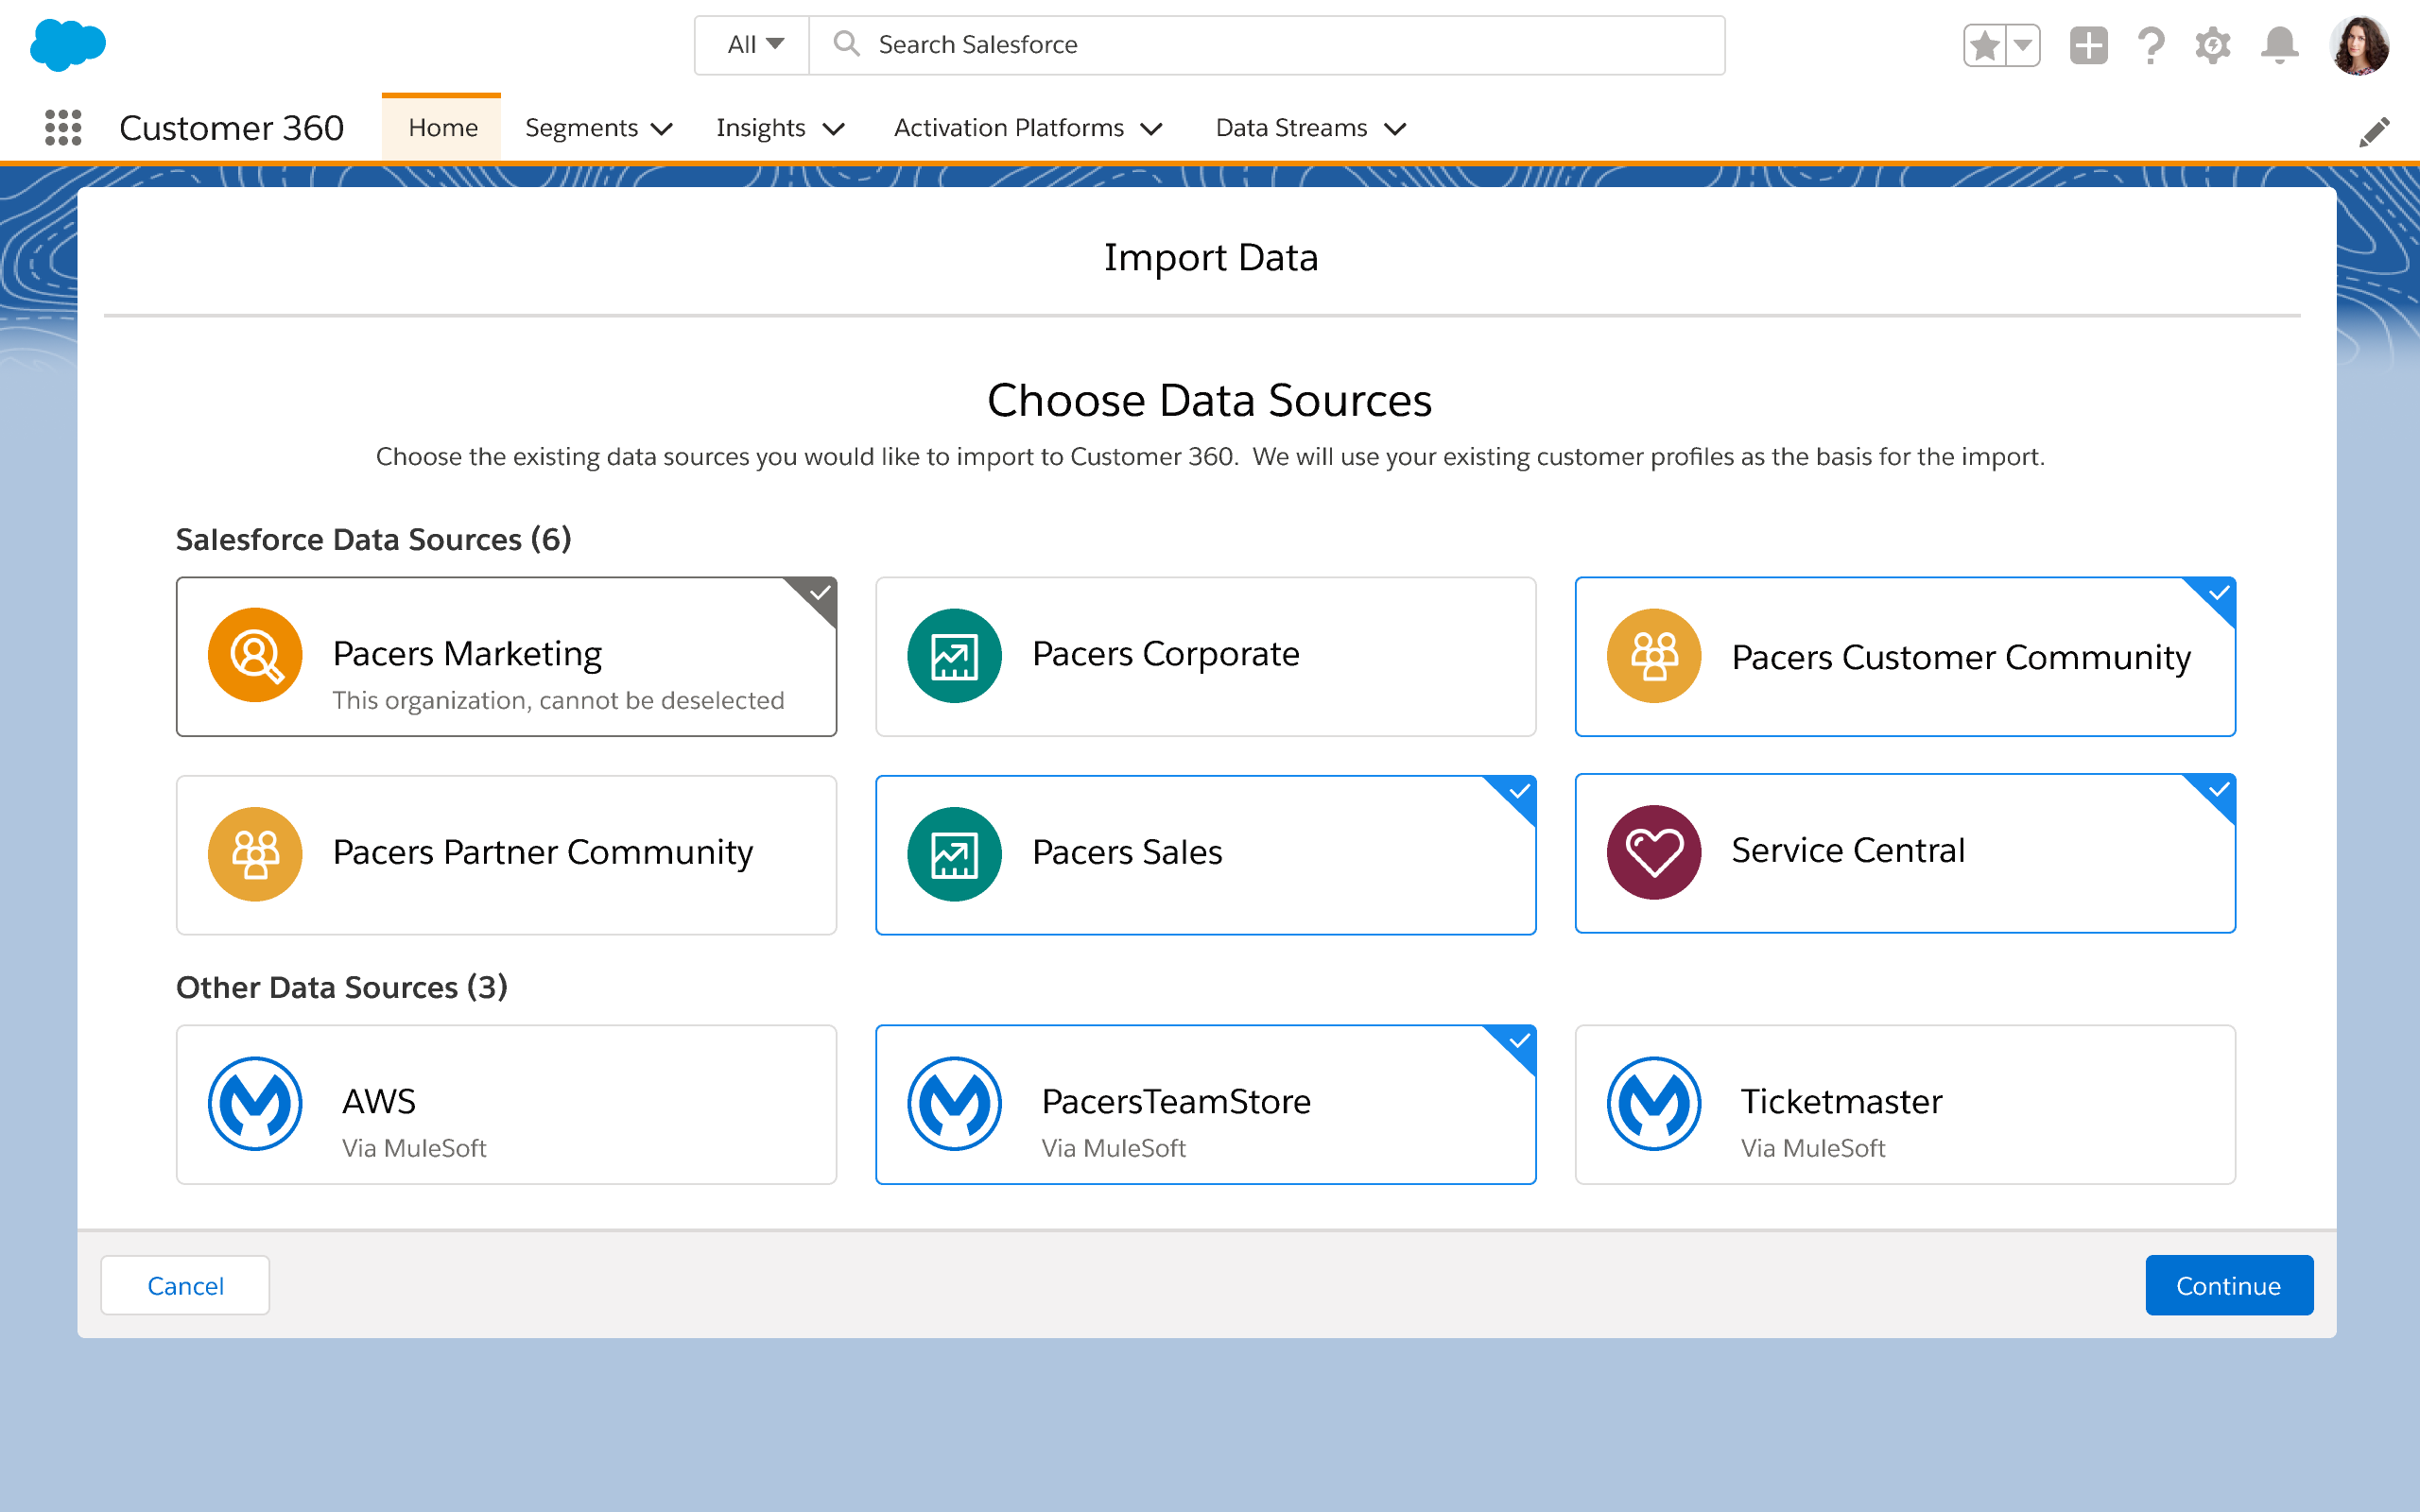 All
Search Salesforce
Customer 360
Home
Segments
Insights
Activation Platforms
Data Streams
Import Data
Choose Data Sources
Choose the existing data sources you would like to import to Customer 360.  We will use your existing customer profiles as the basis for the import.
Salesforce Data Sources (6)
Pacers Marketing
This organization, cannot be deselected
Pacers Corporate
Pacers Customer Community
Pacers Partner Community
Pacers Sales
Service Central
Other Data Sources (3)
AWS
Via MuleSoft
PacersTeamStore
Via MuleSoft
Ticketmaster
Via MuleSoft
Cancel
Continue